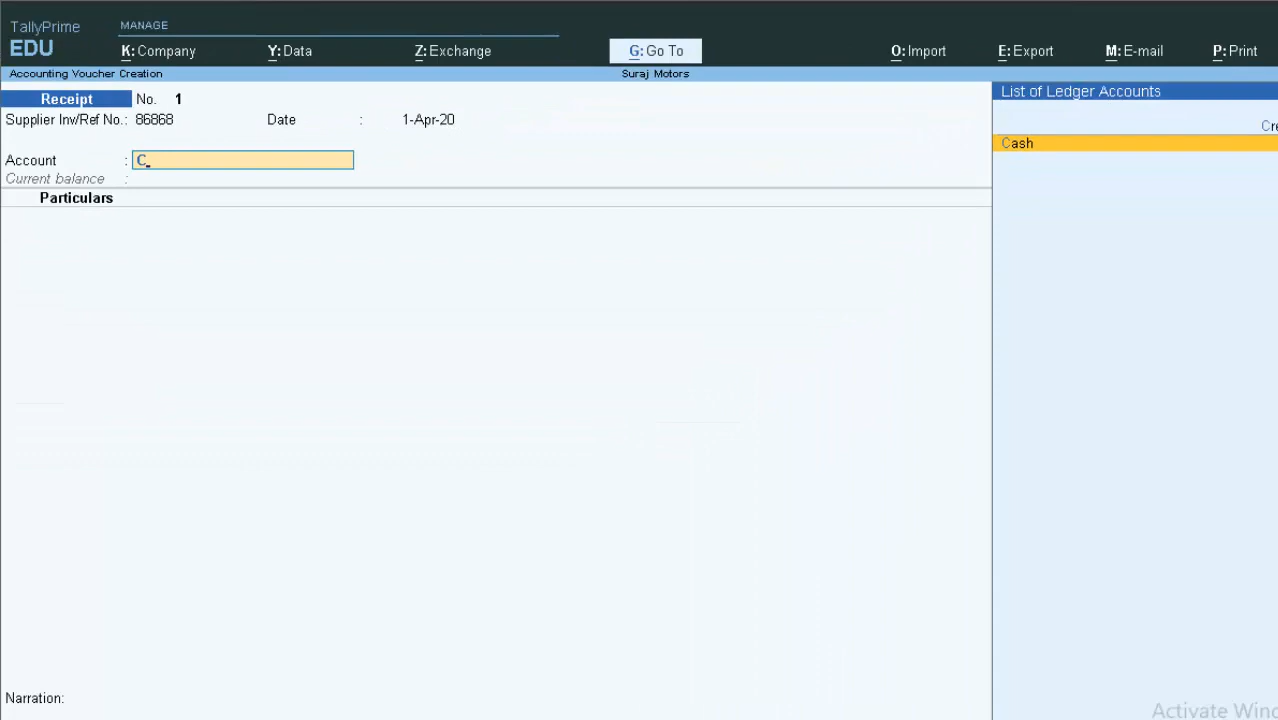 TallyPrime
MANAGE
EDU
K:Company
Y:Data
Z:Exchange
G:Go To
O:Import
E:Export
M:E-mail
P:Print
Accounting Voucher Creation
Suraj Motors
Receipt No. 1
List of Ledger Accounts
Supplier Inv/Ref No.: 86868 Date : 1-Apr-20
Cre
Cash
Account : C
Current balance :
Particulars
Narration:
Activate Wind